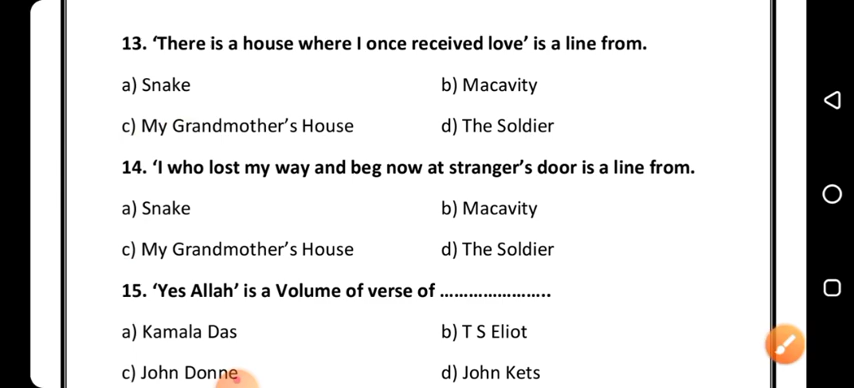 13. ‘There is a house where I once received love’ is a line from.
a) Snake b) Macavity
c) My Grandmother’s House d) The Soldier
14. ‘I who lost my way and beg now at stranger’s door is a line from.
a) Snake b) Macavity
c) My Grandmother’s House d) The Soldier
15. ‘Yes Allah’ is a Volume of verse of ........................
a) Kamala Das b) T S Eliot
c) John Donne d) John Kets